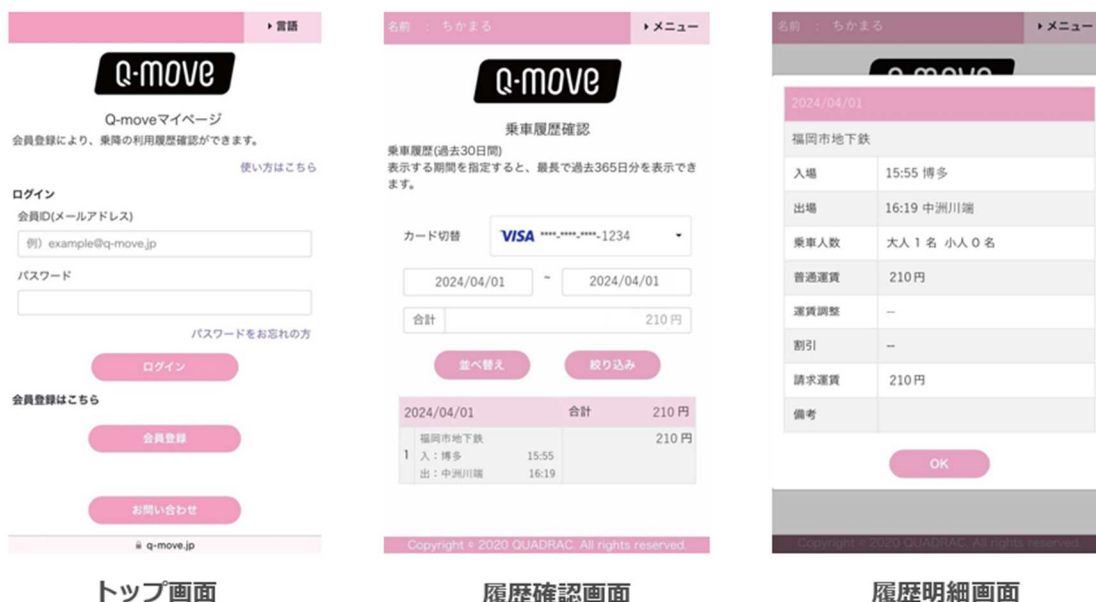 ▶言語
Q-move
Q-moveマイページ
会員登録により、乗降の利用履歴確認ができます。
使い方はこちら
ログイン
会員ID(メールアドレス)
例）example@q-move.jp
パスワード
パスワードをお忘れの方
ログイン
会員登録はこちら
会員登録
お問い合わせ
q-move.jp
トップ画面
名前 : ちかまる
▶メニュー
Q-move
乗車履歴確認
乗車履歴(過去30日間)
表示する期間を指定すると、最長で過去365日分を表示でき
ます。
カード切替 VISA ****-****-****-1234
2024/04/01 ~ 2024/04/01
合計 210 円
並べ替え 絞り込み
2024/04/01 合計 210 円
福岡市地下鉄 210 円
1 入：博多 15:55
出：中洲川端 16:19
Copyright © 2020 QUADRAC. All rights reserved.
履歴確認画面
名前 : ちかまる
▶メニュー
Q-move
2024/04/01
福岡市地下鉄
入場 15:55 博多
出場 16:19 中洲川端
乗車人数 大人 1 名 小人 0 名
普通運賃 210 円
運賃調整 --
割引 --
請求運賃 210 円
備考
OK
Copyright © 2020 QUADRAC. All rights reserved.
履歴明細画面